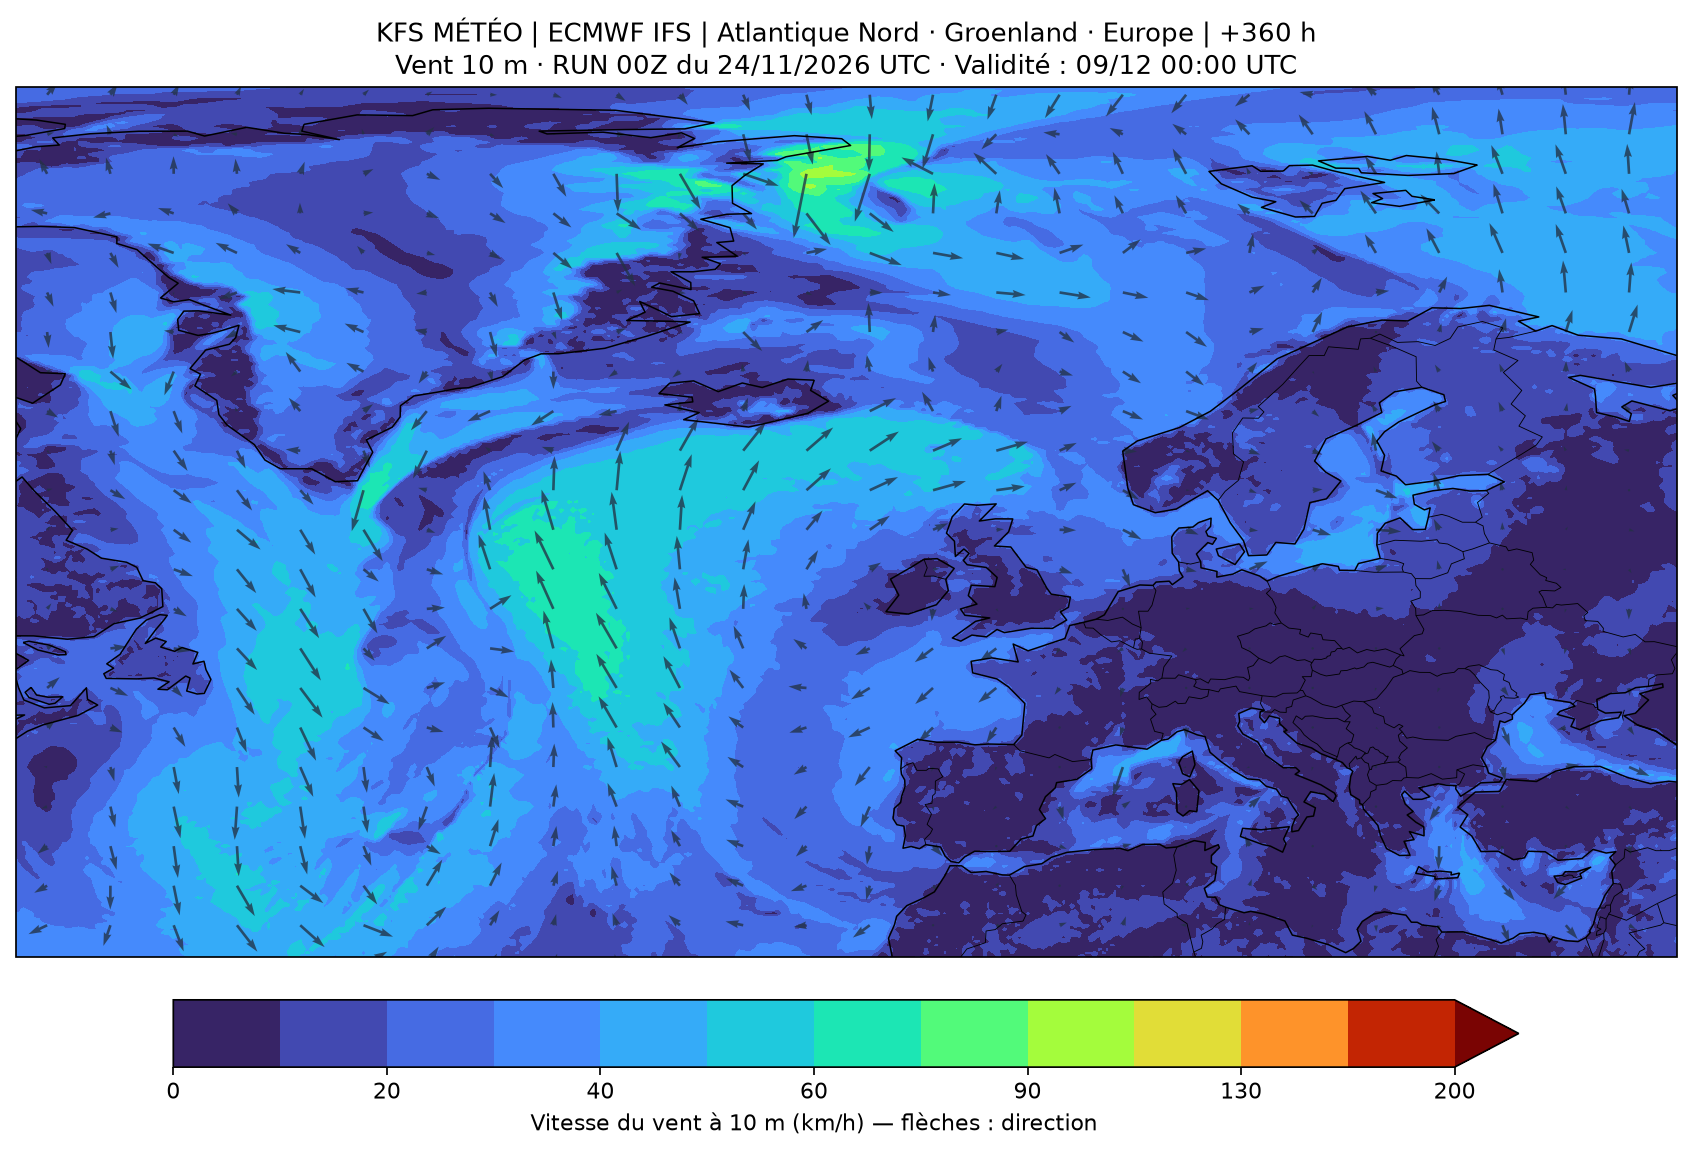 KFS MÉTÉO | ECMWF IFS | Atlantique Nord · Groenland · Europe | +360 h
Vent 10 m · RUN 00Z du 24/11/2026 UTC · Validité : 09/12 00:00 UTC
0 20 40 60 90 130 200
Vitesse du vent à 10 m (km/h) — flèches : direction